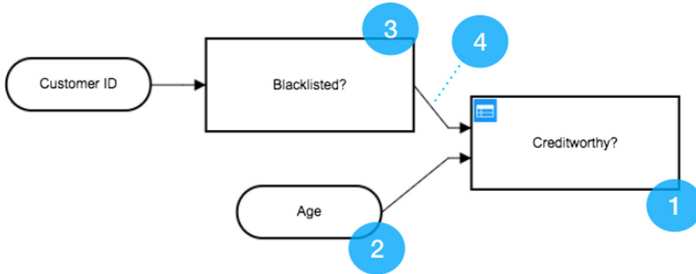 3
4
Customer ID
Blacklisted?
Creditworthy?
Age
1
2